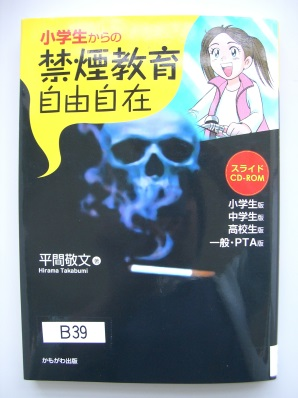 小学生からの
禁煙教育
自由自在
スライド
CD-ROM
小学生版
中学生版
高校生版
一般・PTA版
平間敬文 著
Hirama Takabumi
B39
かもがわ出版